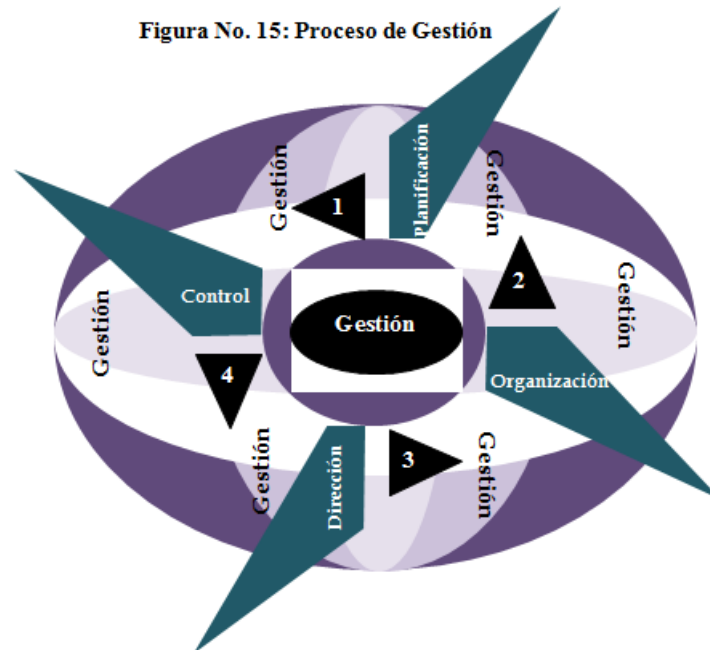 Figura No. 15: Proceso de Gestión
Gestión
1
Planificación
Gestión
2
Gestión
Control
Gestión
Gestión
Organización
4
Gestión
Dirección
3
Gestión